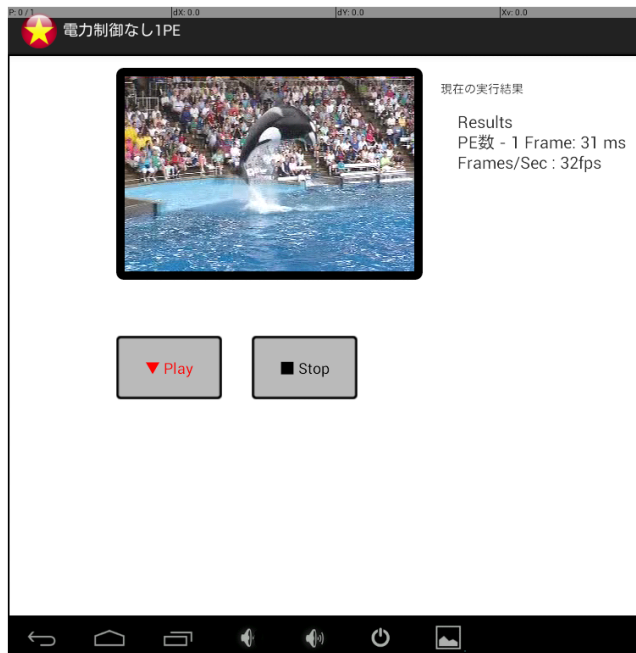 P: 0 / 1 dX: 0.0 dY: 0.0 Xv: 0.0
電力制御なし1PE
現在の実行結果
Results
PE数 - 1 Frame: 31 ms
Frames/Sec : 32fps
▼ Play ■ Stop